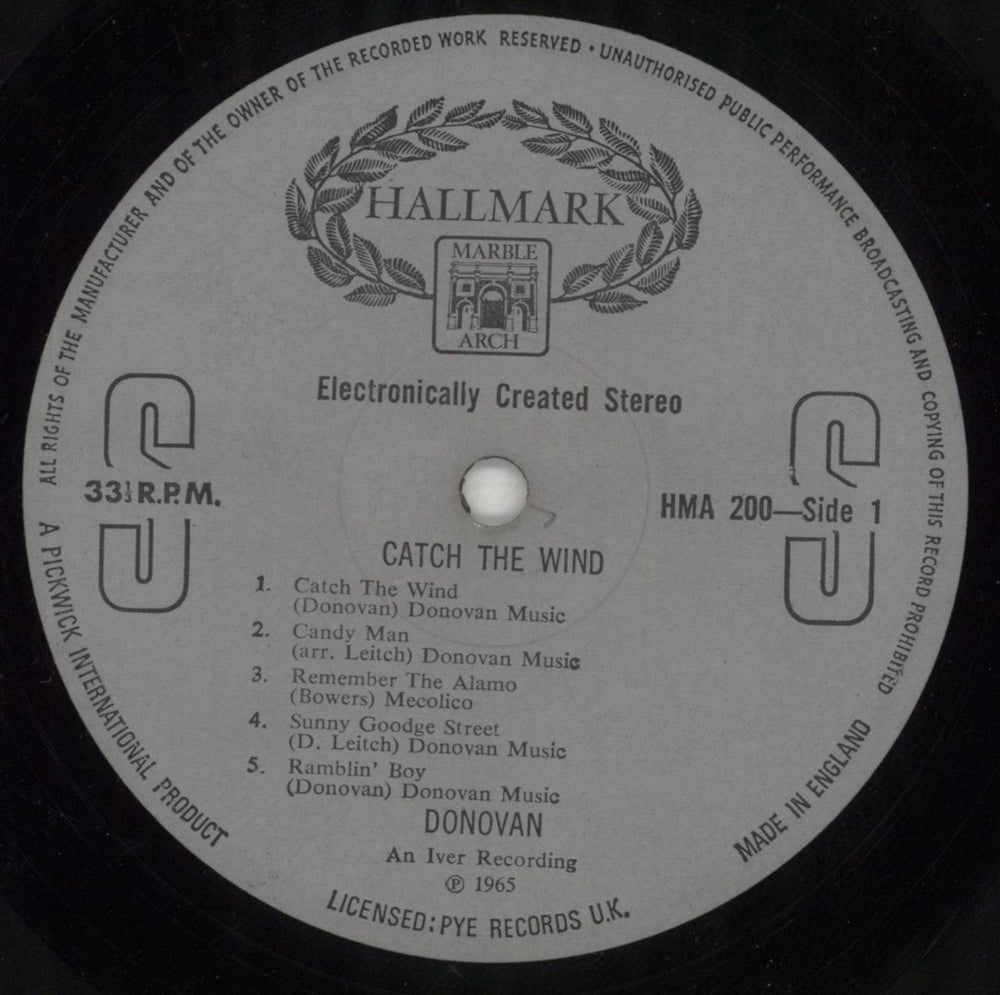 ALL RIGHTS OF THE MANUFACTURER AND OF THE OWNER OF THE RECORDED WORK RESERVED • UNAUTHORISED PUBLIC PERFORMANCE BROADCASTING AND COPYING OF THIS RECORD PROHIBITED
HALLMARK
MARBLE
ARCH
Electronically Created Stereo
S
S
33⅓ R.P.M.
HMA 200—Side 1
CATCH THE WIND
1. Catch The Wind
(Donovan) Donovan Music
2. Candy Man
(arr. Leitch) Donovan Music
3. Remember The Alamo
(Bowers) Mecolico
4. Sunny Goodge Street
(D. Leitch) Donovan Music
5. Ramblin' Boy
(Donovan) Donovan Music
DONOVAN
An Iver Recording
℗ 1965
A PICKWICK INTERNATIONAL PRODUCT
LICENSED: PYE RECORDS U.K.
MADE IN ENGLAND